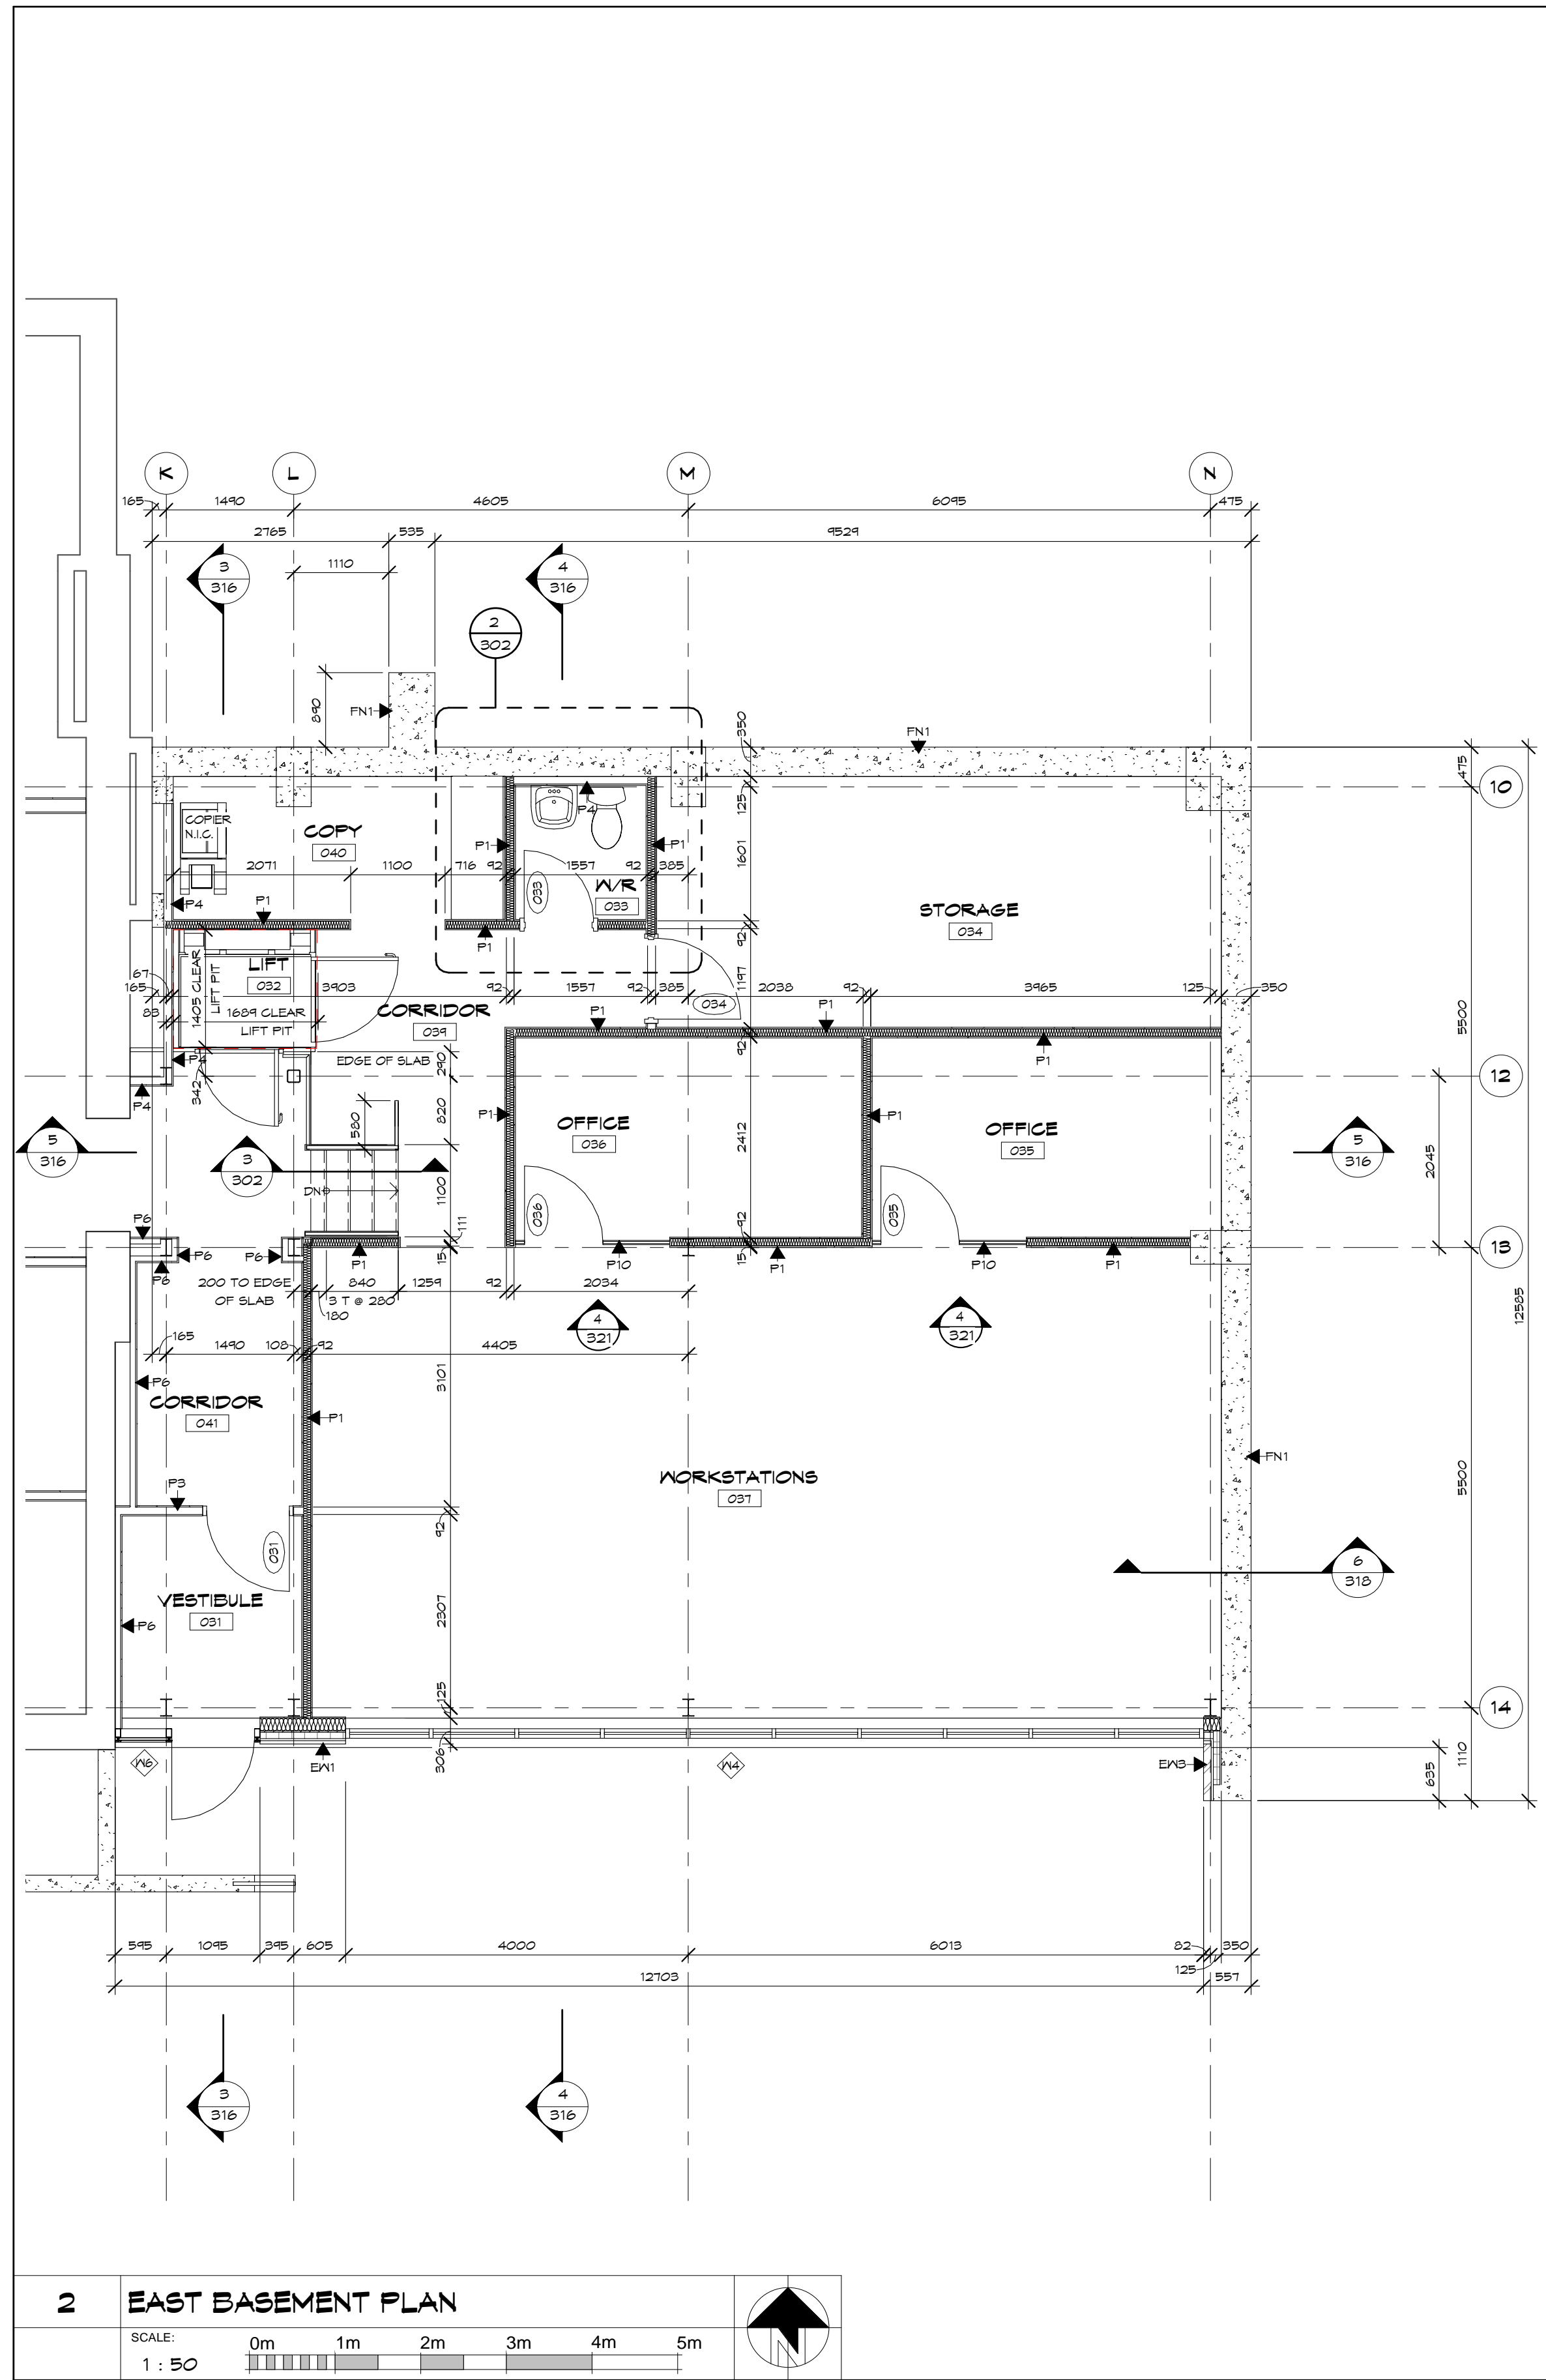 K
L
M
N
165
1490
4605
6095
475
2765
535
9529
1110
3
316
4
316
2
302
890
FN1
FN1
350
475
10
COPIER
N.I.C.
COPY
040
P4
125
P1
P1
1601
2071
1100
716
92
1557
92
385
033
W/R
033
P4
P1
STORAGE
034
P1
92
67
165
83
1405 CLEAR
LIFT PIT
LIFT
032
3903
92
1557
92
385
1197
2038
92
3965
125
350
1689 CLEAR
LIFT PIT
CORRIDOR
039
034
P1
P1
5500
P4
EDGE OF SLAB
290
92
P1
12
342
P4
580
820
P1
OFFICE
036
2412
P1
OFFICE
035
5
316
3
302
5
316
2045
DN
1100
036
035
P6
P6
P6
P6
111
92
13
P1
15
P10
15
P1
P10
P1
200 TO EDGE
OF SLAB
840
3 T @ 280
180
1259
92
2034
4
321
4
321
12585
165
1490
108
92
4405
3101
P6
CORRIDOR
041
P1
FN1
WORKSTATIONS
037
5500
P3
92
031
6
318
VESTIBULE
031
P6
2307
125
14
306
W6
EW1
W4
EW3
635
1110
595
1095
395
605
4000
6013
82
125
350
12703
557
3
316
4
316
2
EAST BASEMENT PLAN
SCALE:
1 : 50
0m
1m
2m
3m
4m
5m
N